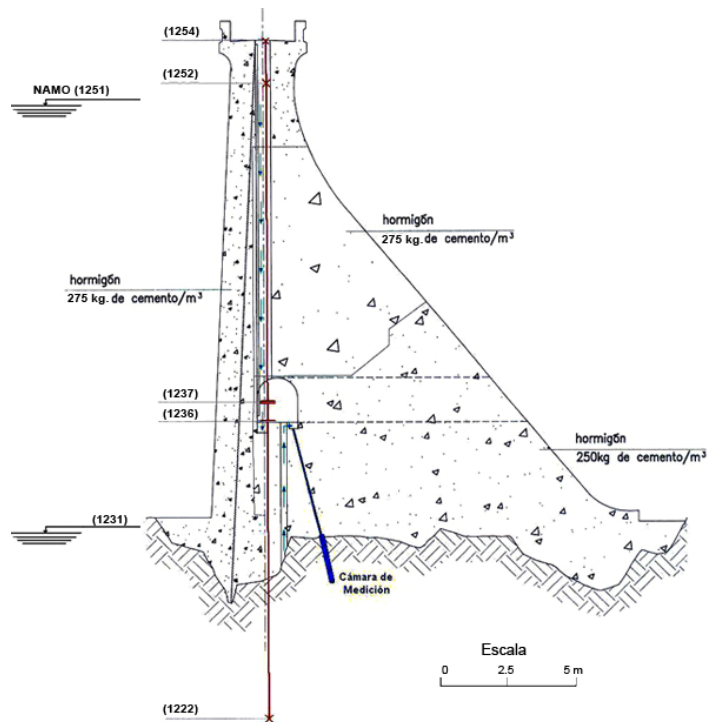 (1254)
(1252)
NAMO (1251)
hormigón
275 kg. de cemento/m³
hormigón
275 kg. de cemento/m³
(1237)
(1236)
hormigón
250kg de cemento/m³
(1231)
Cámara de
Medición
Escala
0 2.5 5 m
(1222)